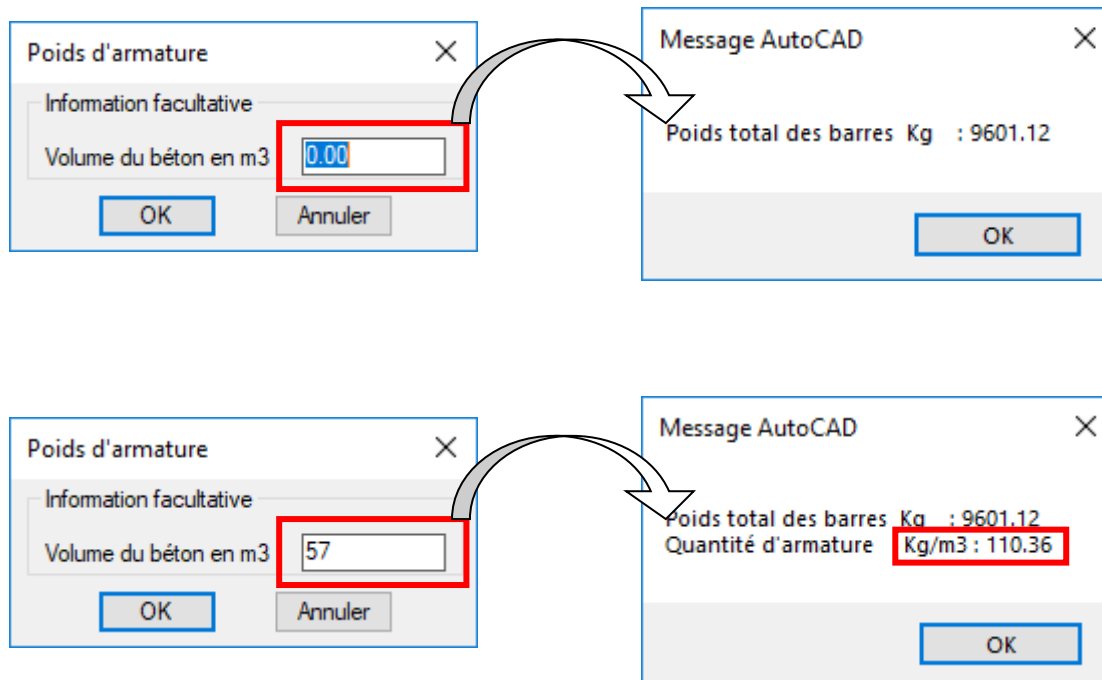 Poids d'armature
Information facultative
Volume du béton en m3 0.00
OK Annuler
Message AutoCAD
Poids total des barres Kg : 9601.12
OK
Poids d'armature
Information facultative
Volume du béton en m3 57
OK Annuler
Message AutoCAD
Poids total des barres Kg : 9601.12
Quantité d'armature Kg/m3 : 110.36
OK